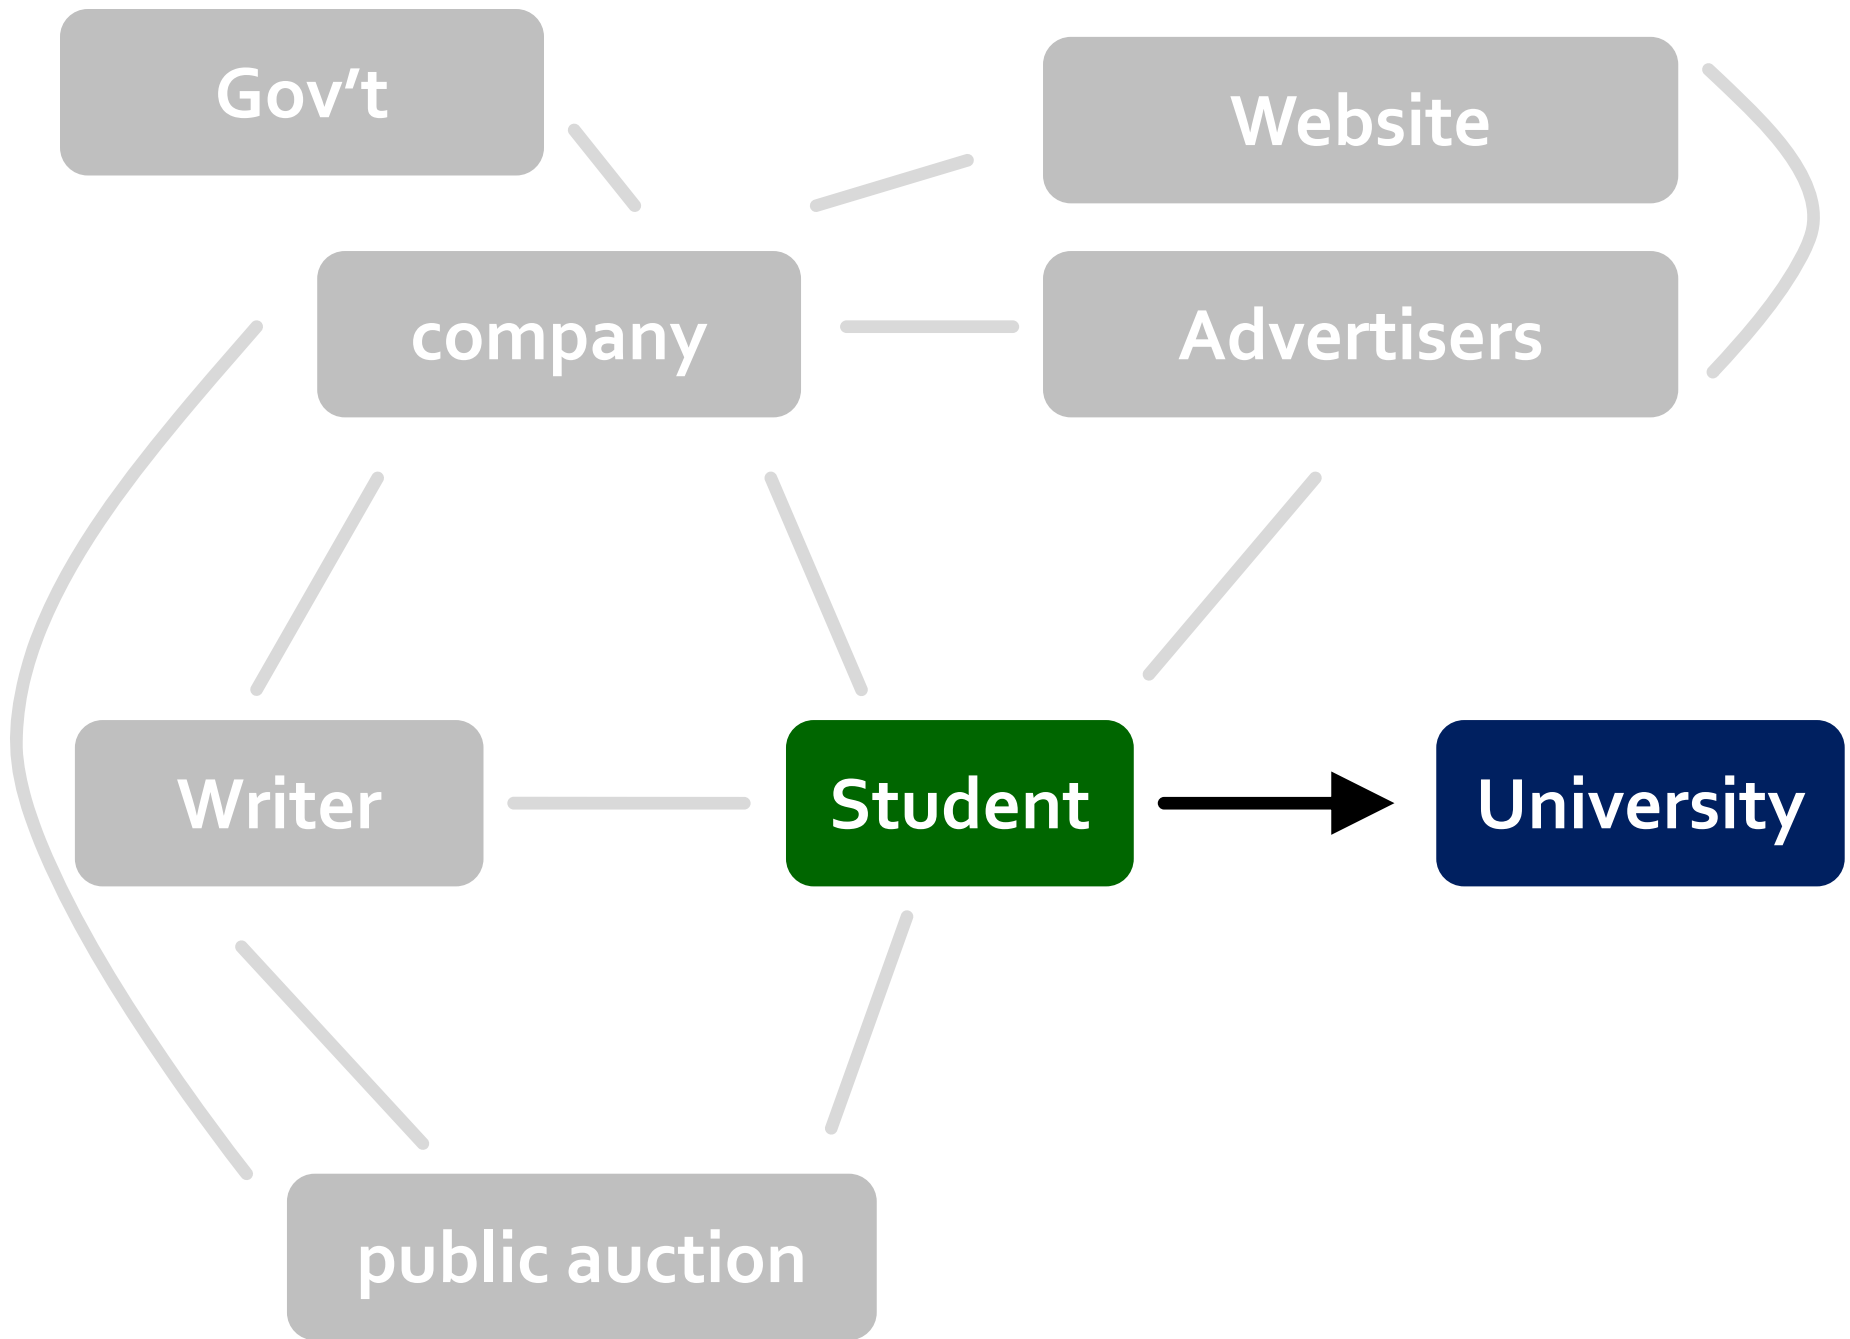 Gov’t
Website
company
Advertisers
Writer
Student
University
public auction